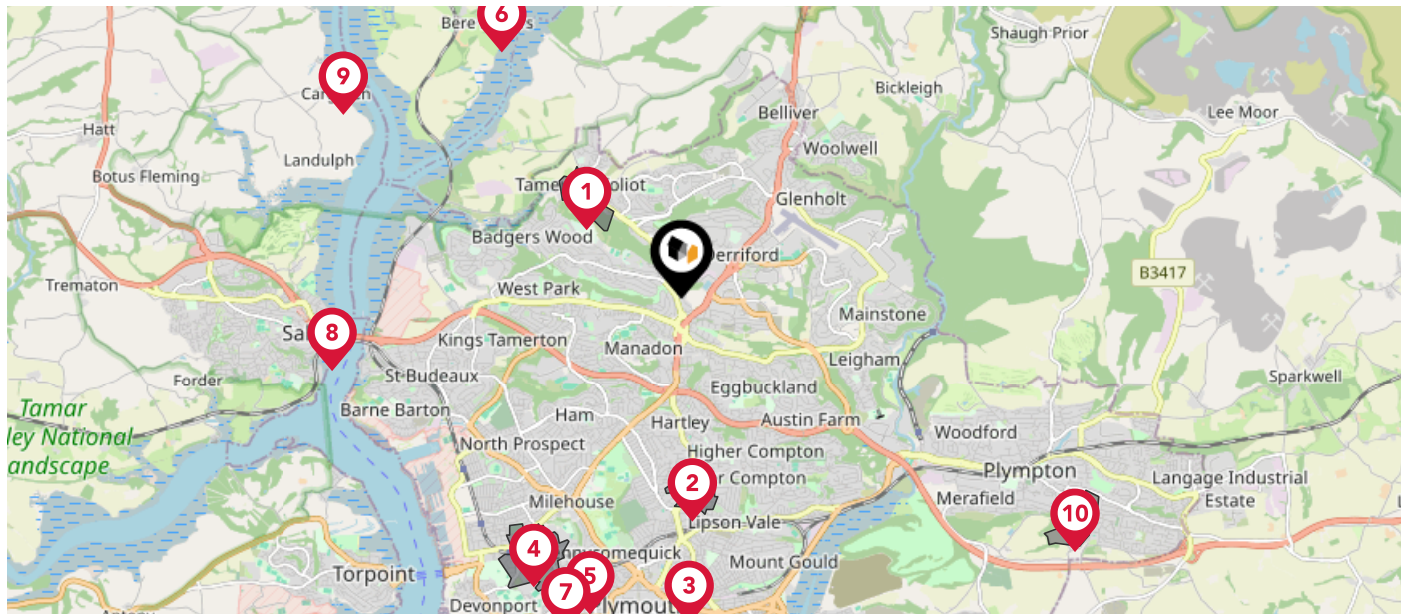 6
Shaugh Prior
9
Bickleigh
Lee Moor
Belliver
Hatt
Woolwell
Landulph
Botus Fleming
1
Glenholt
Badgers Wood
Derriford
B3417
Trematon
West Park
Mainstone
8
Kings Tamerton
Manadon
Leigham
St Budeaux
Forder
Eggbuckland
Sparkwell
Tamar
ley National
andscape
Barne Barton
Ham
Hartley
Austin Farm
North Prospect
Woodford
Higher Compton
Plympton
2
r Compton
Langage Industrial
Estate
Merafield
Milehouse
10
Lipson Vale
4
nnysomequick
Mount Gould
Torpoint
5
7
3
Devonport
Plymout